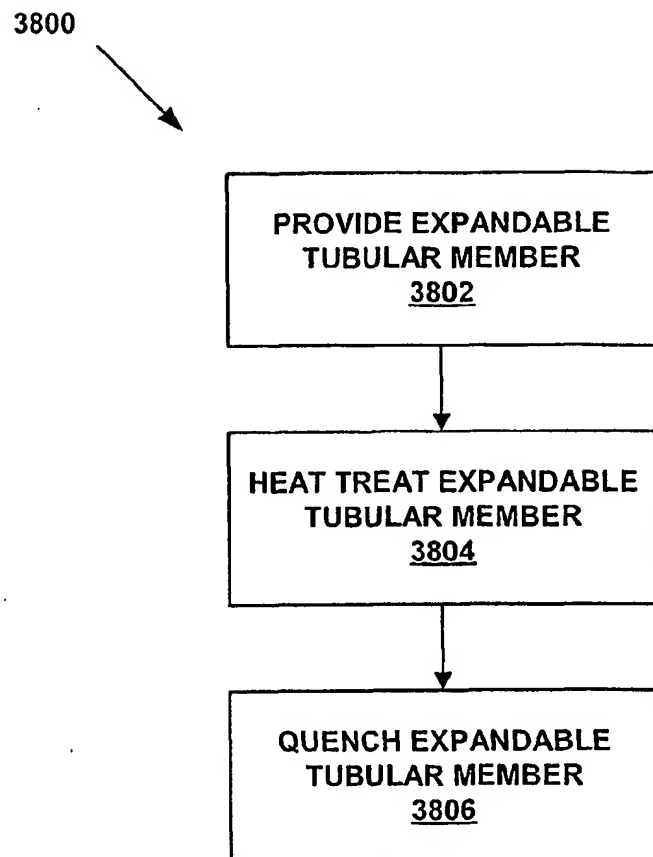 3800
PROVIDE EXPANDABLE
TUBULAR MEMBER
3802
HEAT TREAT EXPANDABLE
TUBULAR MEMBER
3804
QUENCH EXPANDABLE
TUBULAR MEMBER
3806